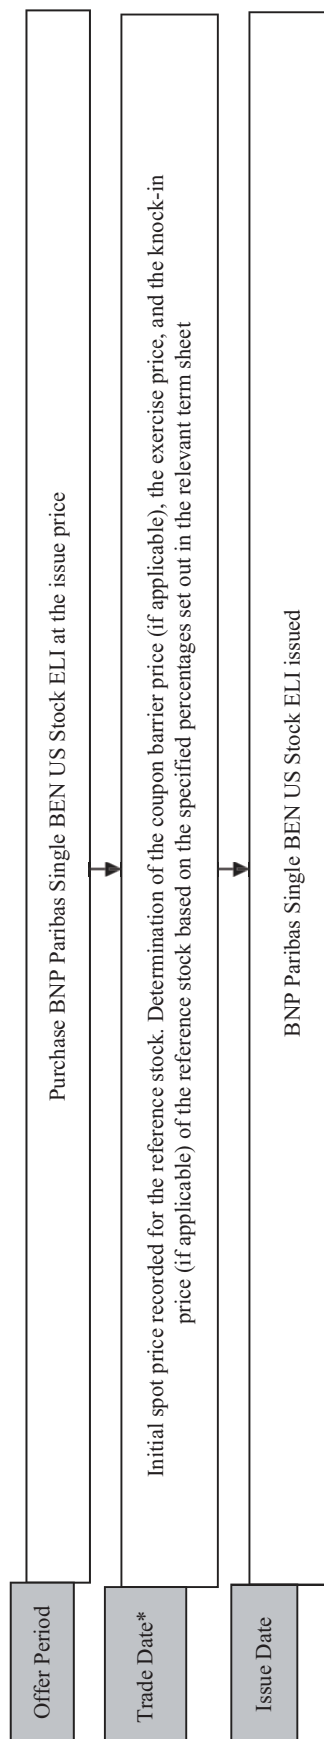 Offer Period
Purchase BNP Paribas Single BEN US Stock ELI at the issue price
Trade Date*
Initial spot price recorded for the reference stock. Determination of the coupon barrier price (if applicable), the exercise price, and the knock-in
price (if applicable) of the reference stock based on the specified percentages set out in the relevant term sheet
Issue Date
BNP Paribas Single BEN US Stock ELI issued